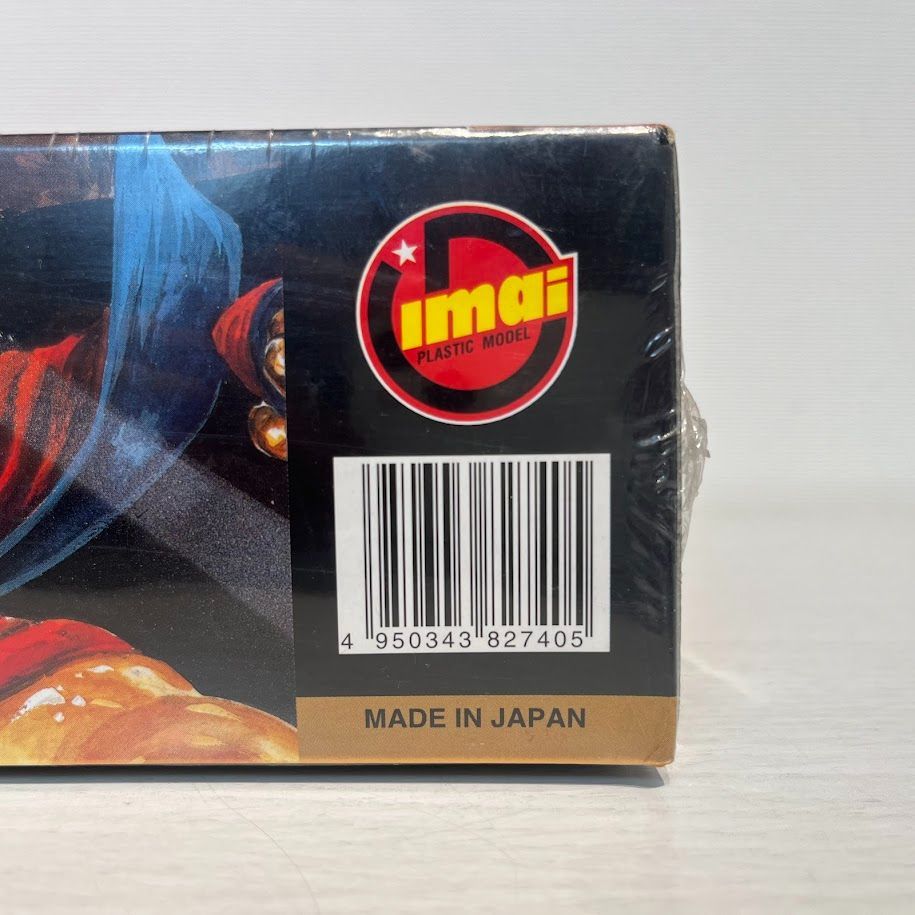 imai
PLASTIC MODEL
4 950343 827405
MADE IN JAPAN